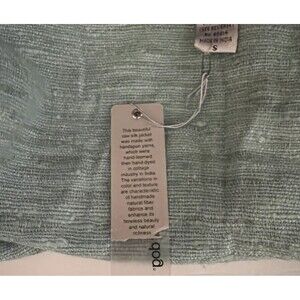 MADE IN INDIA
S
This beautiful
raw silk jacket
was made with
handspun yarns,
which were
hand-loomed
then hand-dyed
in cottage
industry in India
The variations in
color and texture
are characteristic
of handmade
natural fiber
fabrics and
enhance its
timeless beauty
and natural
richness